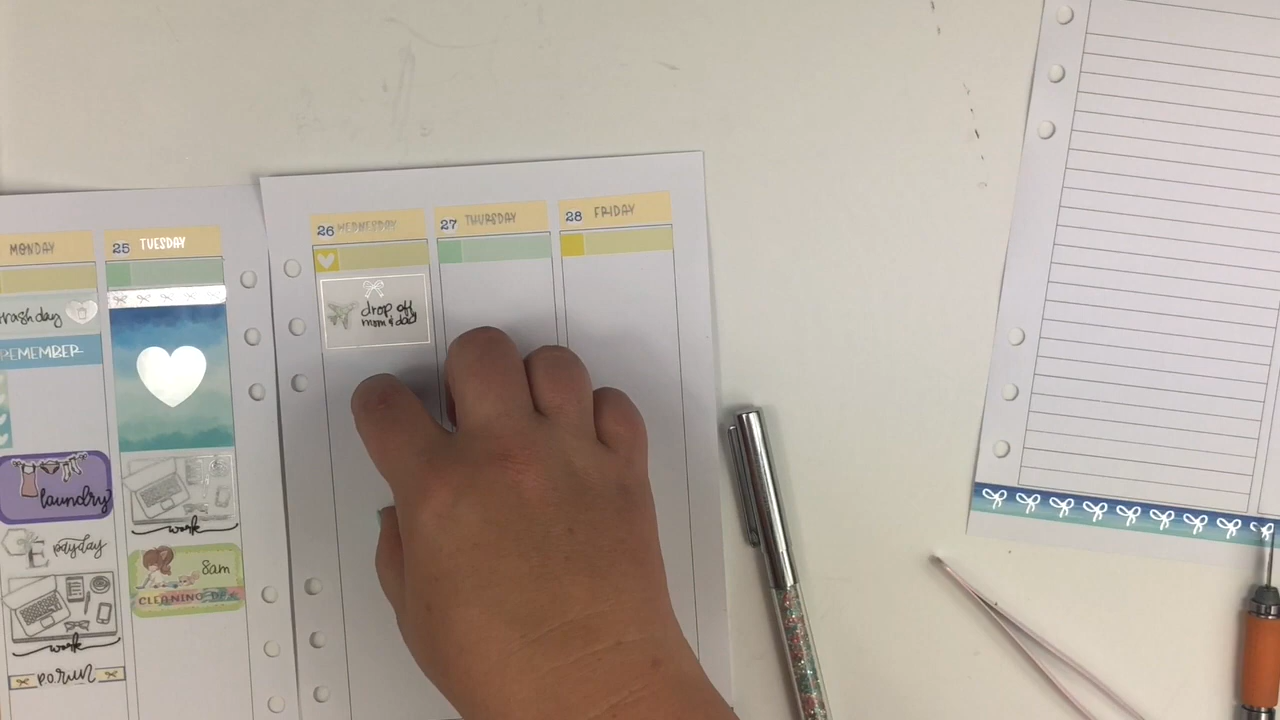 MONDAY
trash day
REMEMBER
laundry
E payday
work
P.O. RUN
25 TUESDAY
work
8am
CLEANING DAY
26 WEDNESDAY
drop off
mom & dad
27 THURSDAY
28 FRIDAY